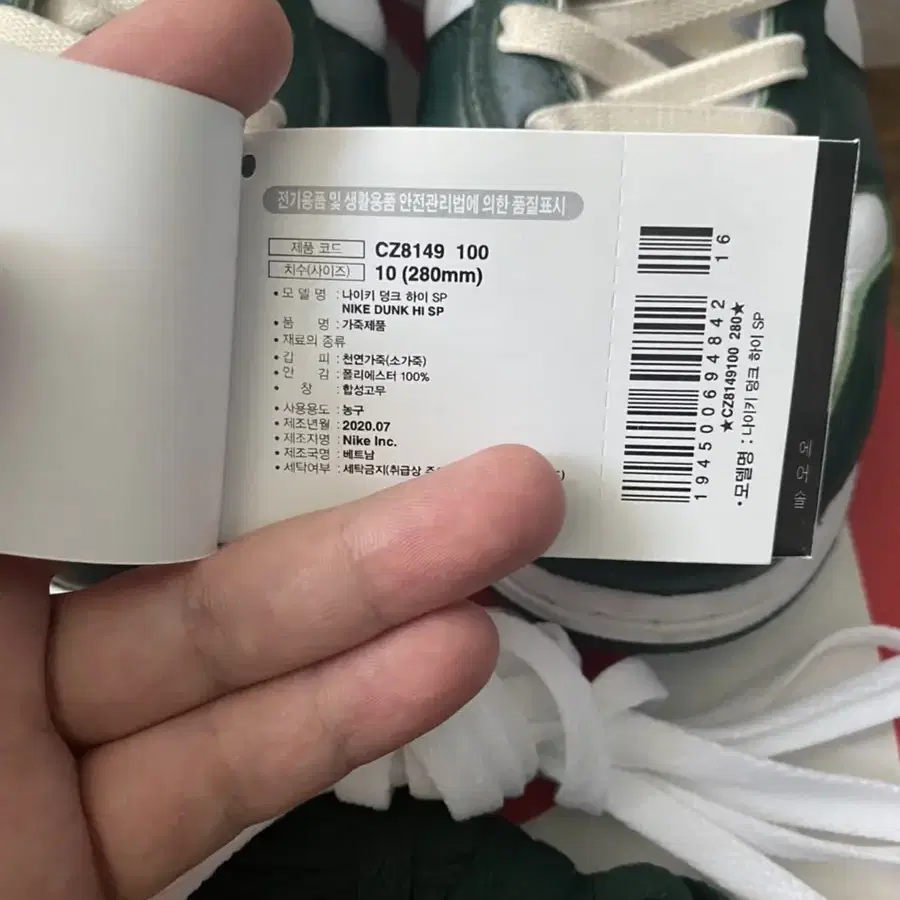 전기용품 및 생활용품 안전관리법에 의한 품질표시
제품 코드 CZ8149 100
치수(사이즈) 10 (280mm)
• 모 델 명 : 나이키 덩크 하이 SP
NIKE DUNK HI SP
• 품 명 : 가죽제품
• 재료의 종류
• 갑 피 : 천연가죽(소가죽)
• 안 감 : 폴리에스터 100%
• 창 : 합성고무
• 사용용도 : 농구
• 제조년월 : 2020.07
• 제조자명 : Nike Inc.
• 제조국명 : 베트남
• 세탁여부 : 세탁금지(취급상
16
194500694842
★CZ8149100 280★
• 모델명 : 나이키 덩크 하이 SP